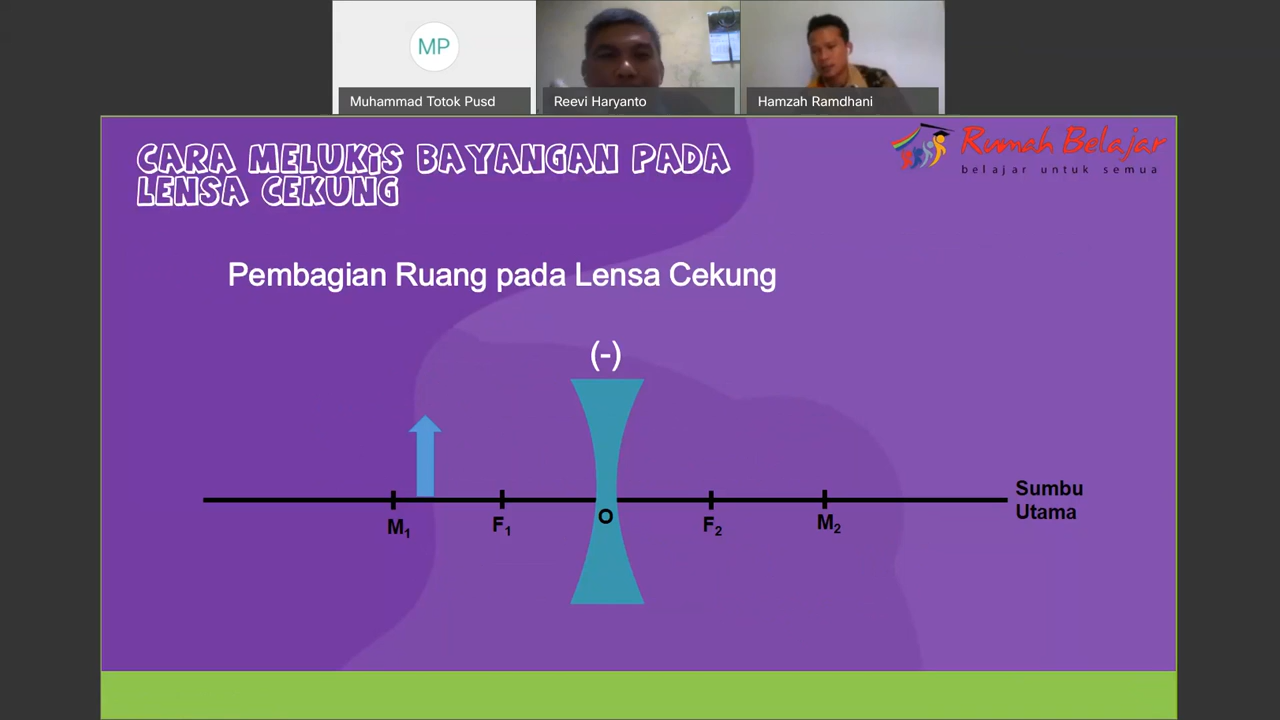 MP
Muhammad Totok Pusd
Reevi Haryanto
Hamzah Ramdhani
CARA MELUKiS BAYANGAN PADA
LENSA CEKUNG
Rumah Belajar
belajar untuk semua
Pembagian Ruang pada Lensa Cekung
(-)
Sumbu
Utama
M₁ F₁ O F₂ M₂